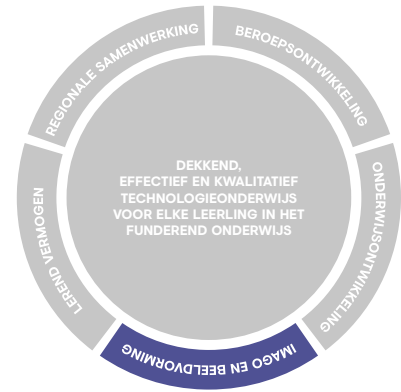 REGIONALE SAMENWERKING
BEROEPSONTWIKKELING
ONDERWIJSONTWIKKELING
IMAGO EN BEELDVORMING
LEREND VERMOGEN
DEKKEND,
EFFECTIEF EN KWALITATIEF
TECHNOLOGIEONDERWIJS
VOOR ELKE LEERLING IN HET
FUNDEREND ONDERWIJS